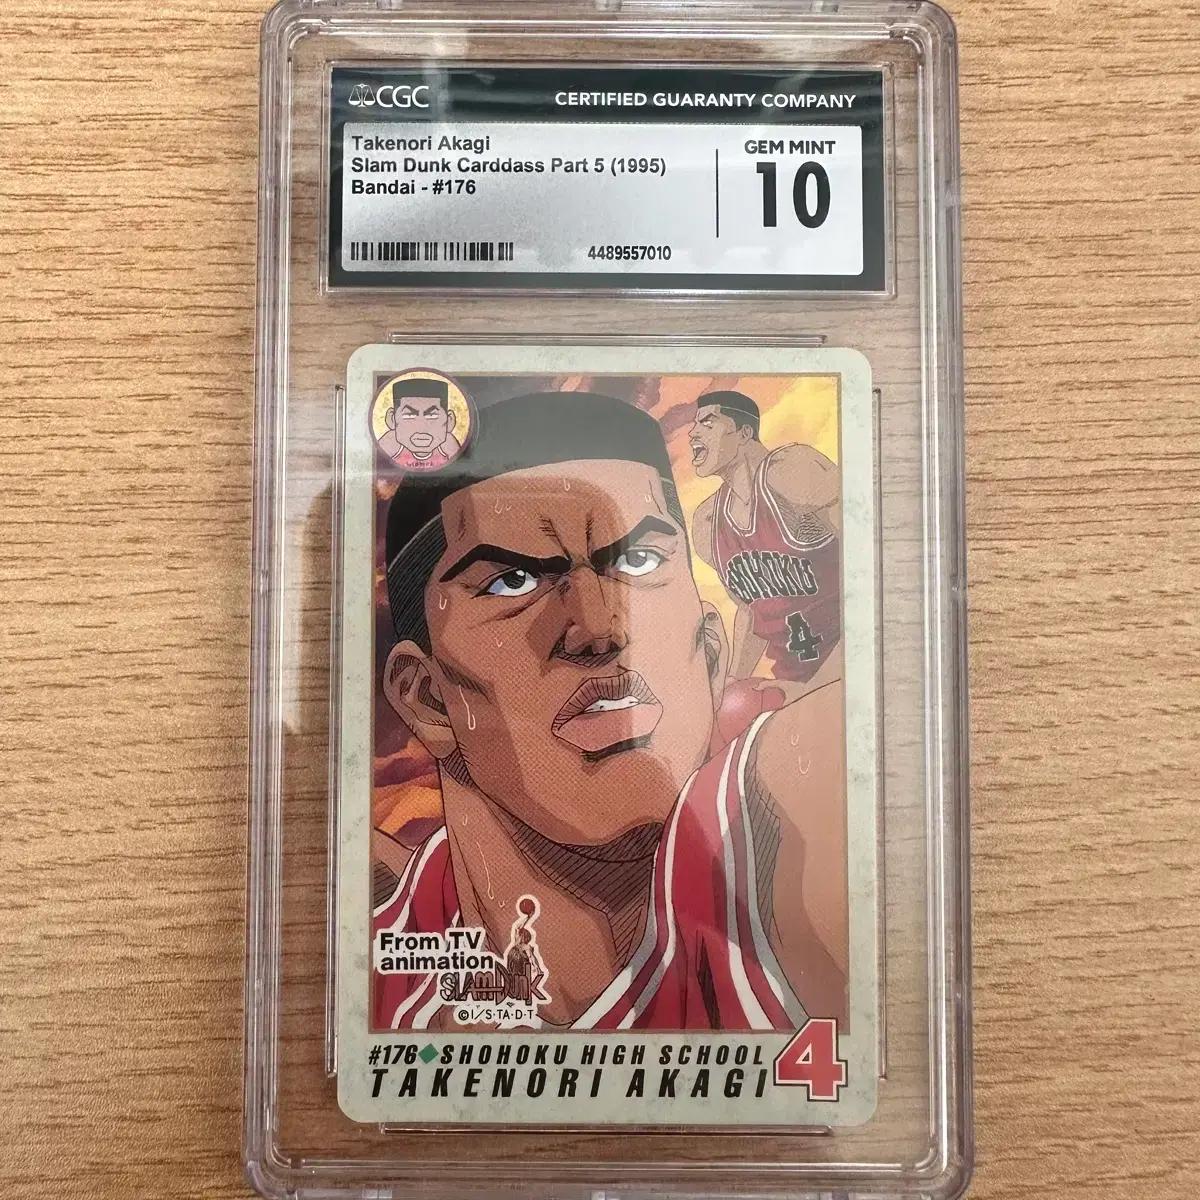 CGC
CERTIFIED GUARANTY COMPANY
Takenori Akagi
Slam Dunk Carddass Part 5 (1995)
Bandai - #176
GEM MINT
10
4489557010
SHOHOKU
4
From TV
animation
SLAM DUNK
©I/S·T·A·D·T
#176◆SHOHOKU HIGH SCHOOL
TAKENORI AKAGI
4